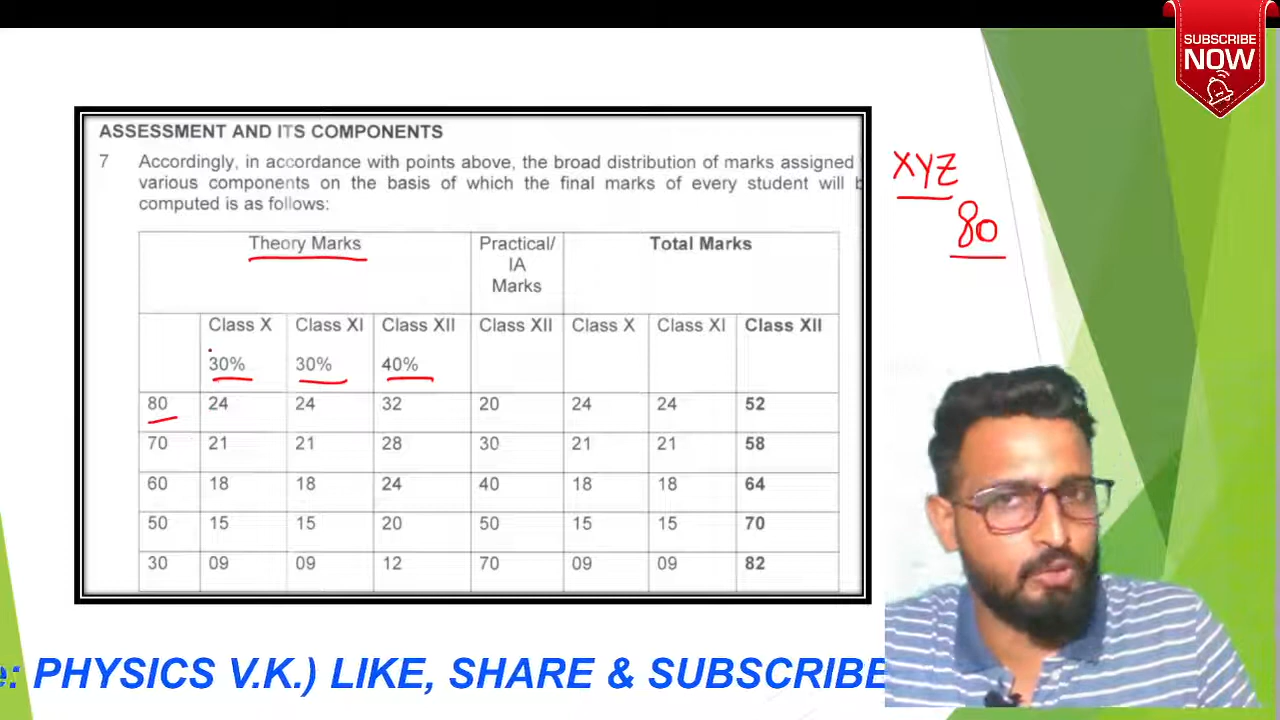 SUBSCRIBE
NOW
ASSESSMENT AND ITS COMPONENTS
7 Accordingly, in accordance with points above, the broad distribution of marks assigned
various components on the basis of which the final marks of every student will
computed is as follows:
XYZ
80
Theory Marks Practical/ IA Marks Total Marks
Class X 30% Class XI 30% Class XII 40% Class XII Class X Class XI Class XII
80 24 24 32 20 24 24 52
70 21 21 28 30 21 21 58
60 18 18 24 40 18 18 64
50 15 15 20 50 15 15 70
30 09 09 12 70 09 09 82
e: PHYSICS V.K.) LIKE, SHARE & SUBSCRIBE